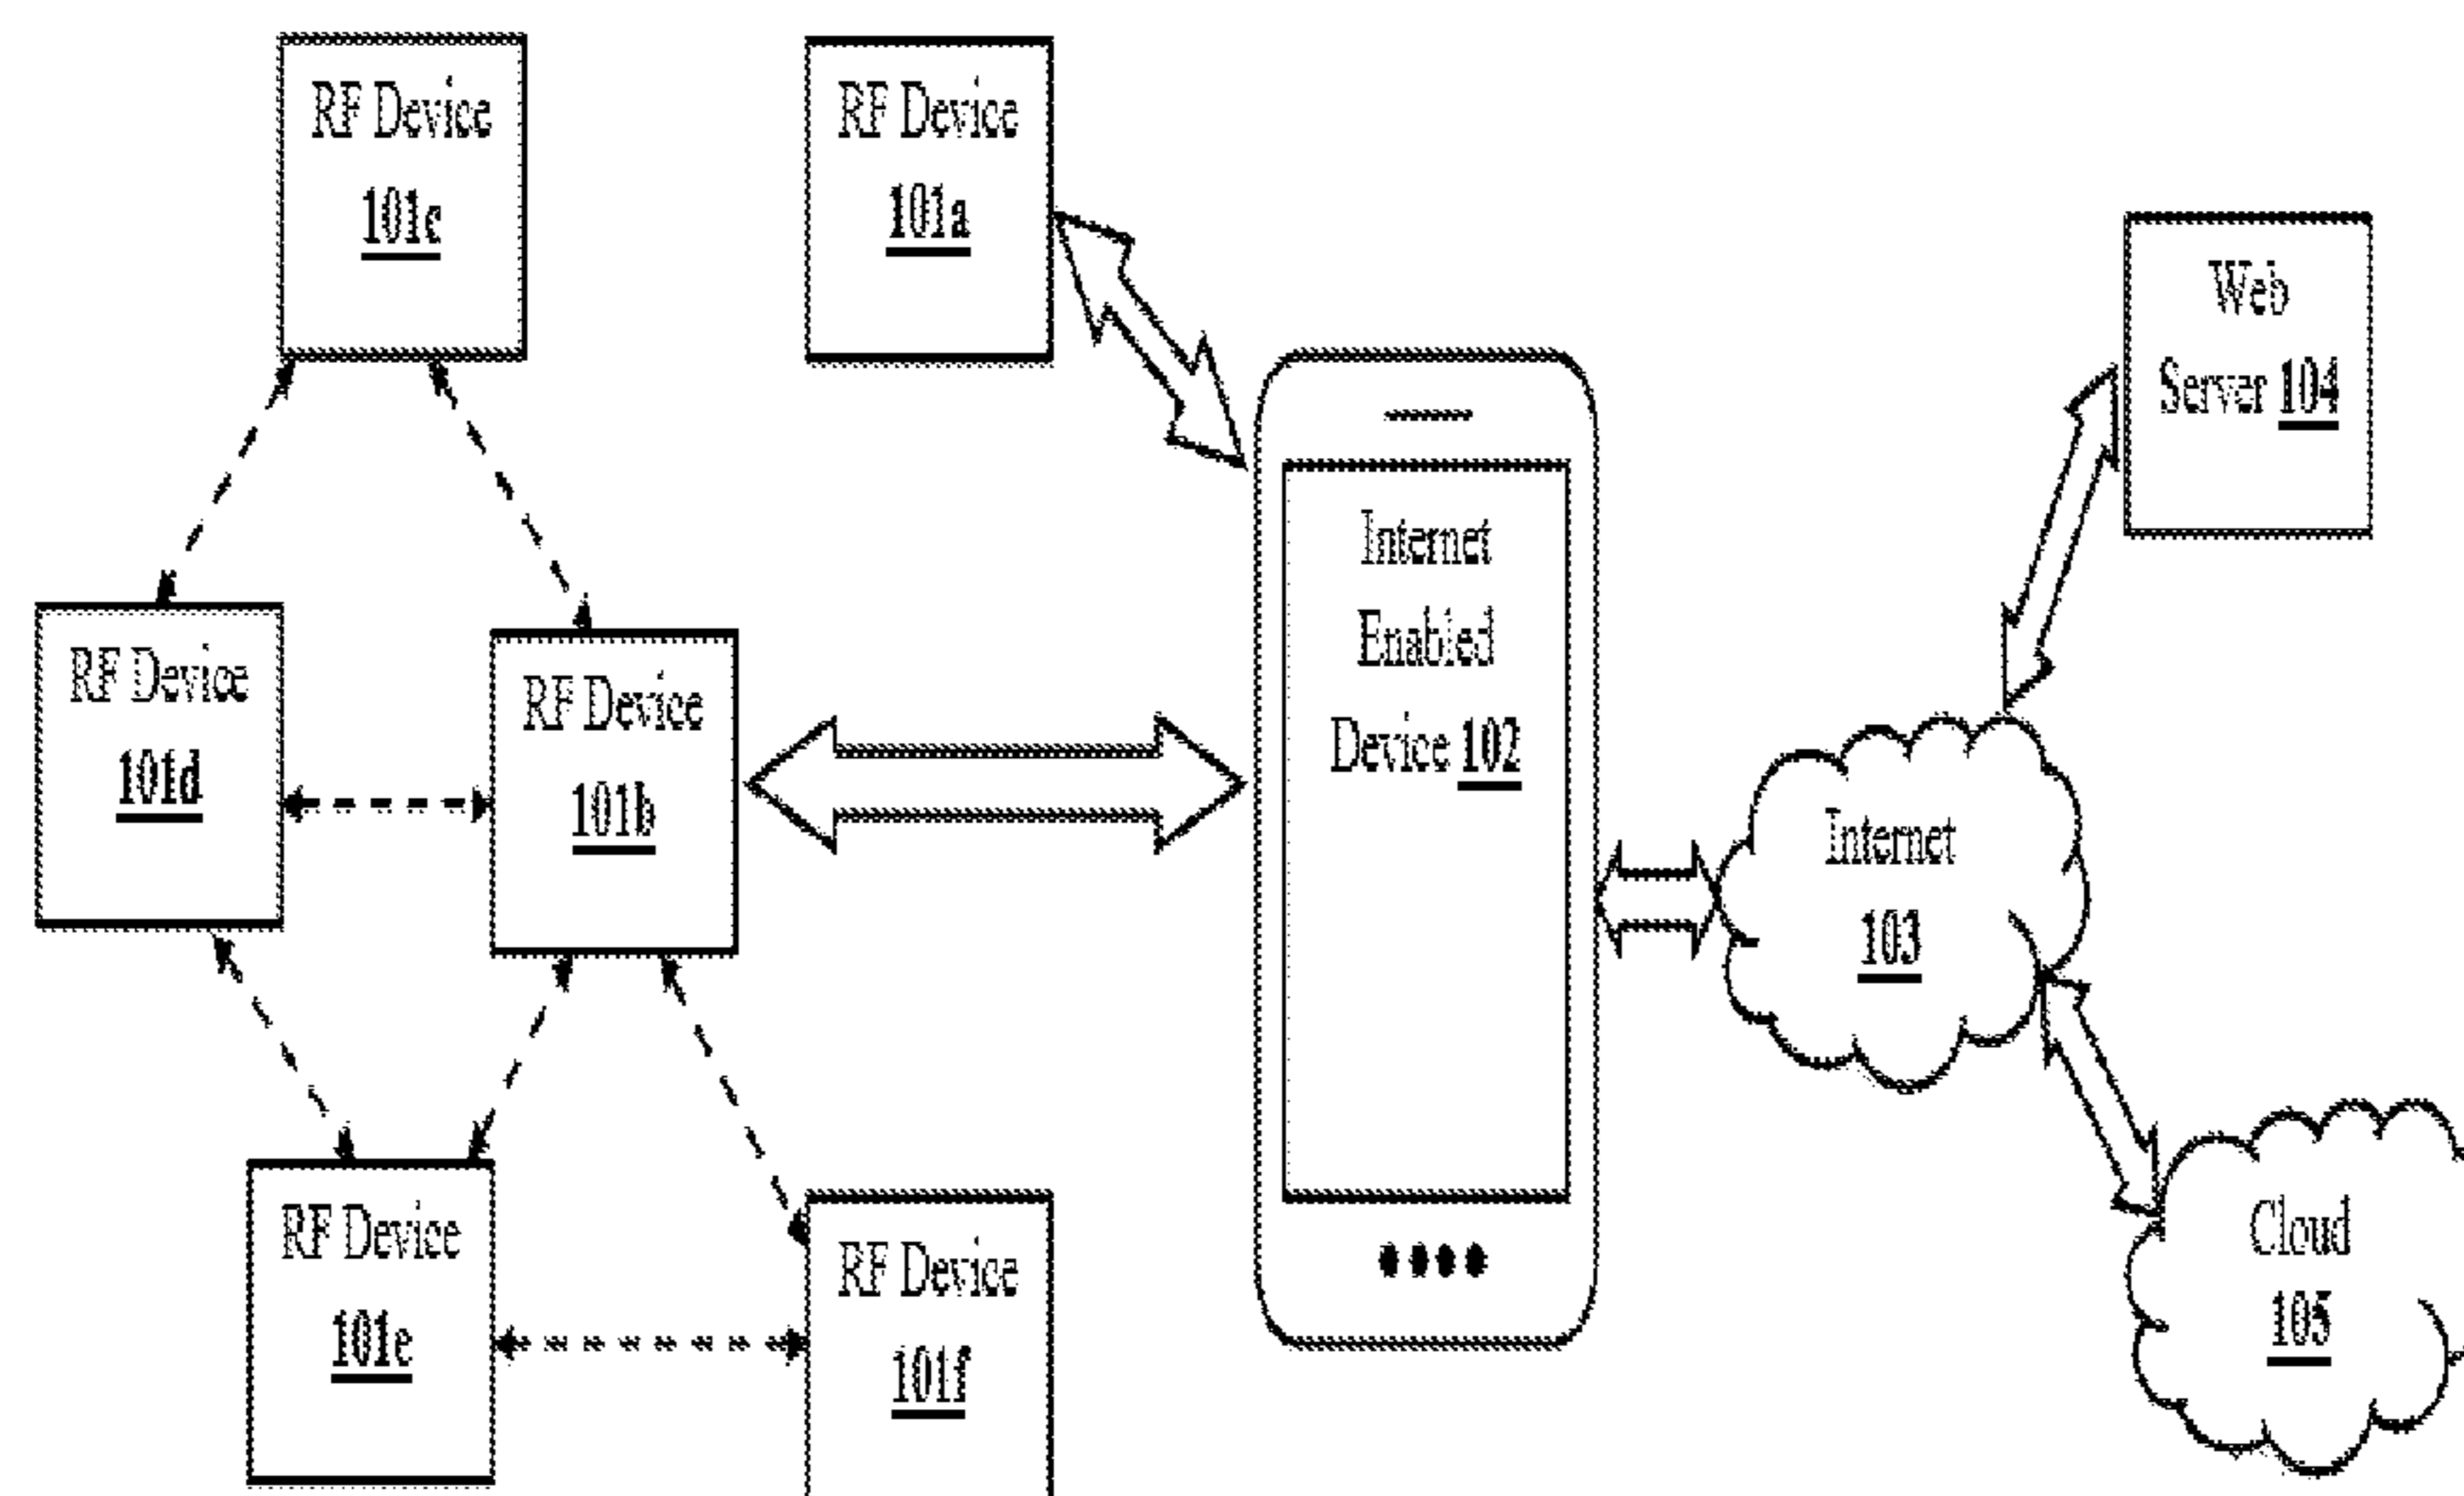 RF Device
101c
RF Device
101a
Web
Server 104
Internet
Enabled
Device 102
RF Device
101d
RF Device
101b
Internet
103
RF Device
101e
RF Device
101f
Cloud
105